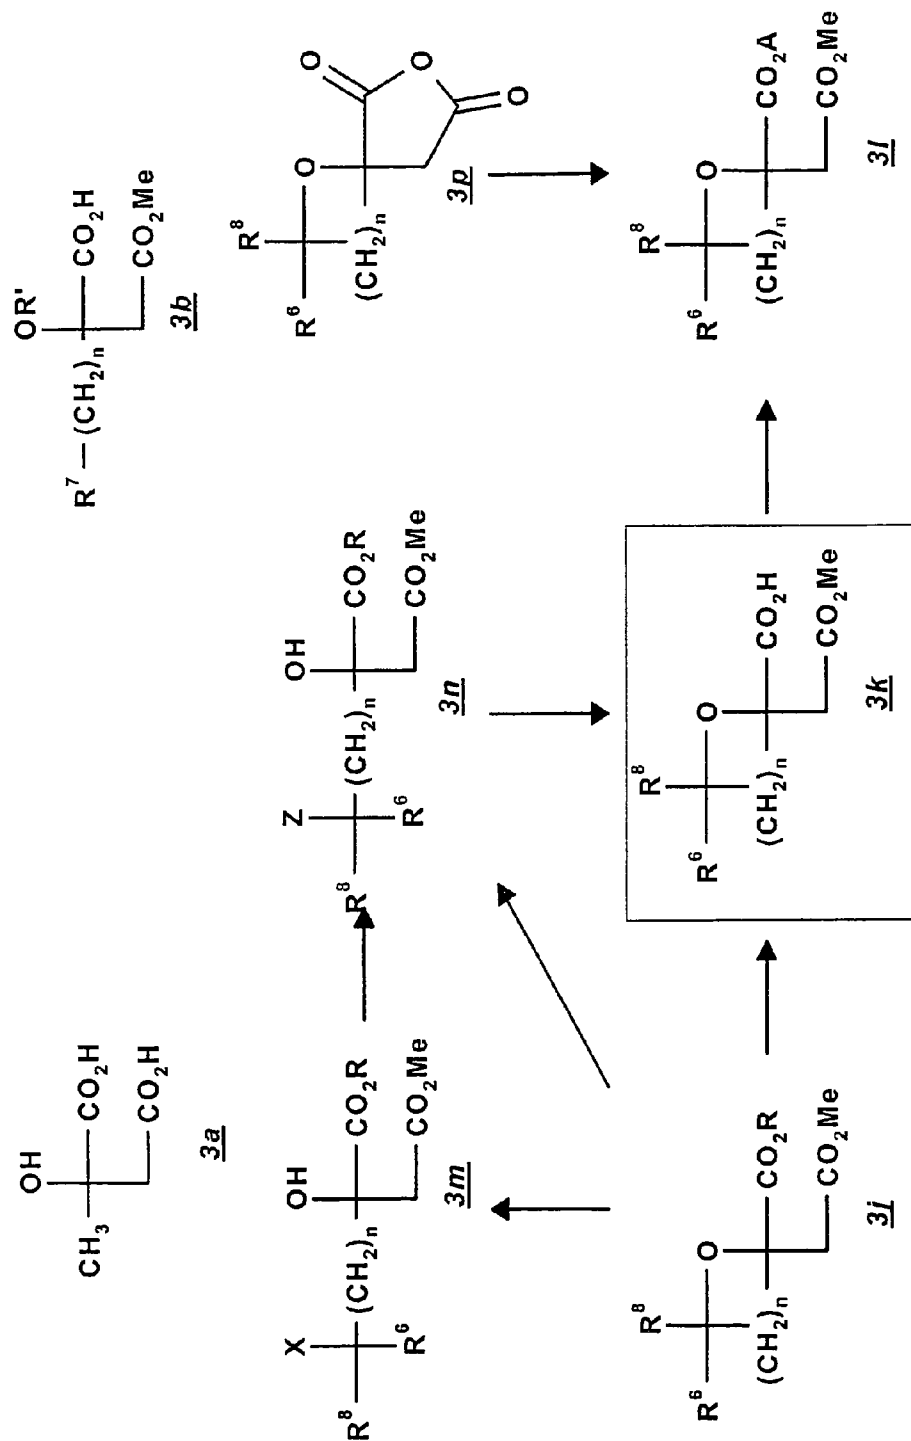 OH
CH₃
CO₂H
CO₂H
3a
OR'
R⁷—(CH₂)ₙ
CO₂H
CO₂Me
3b
X
R⁸
(CH₂)ₙ
R⁶
OH
CO₂R
CO₂Me
3m
Z
R⁸
(CH₂)ₙ
R⁶
OH
CO₂R
CO₂Me
3n
R⁸
R⁶
O
(CH₂)ₙ
O
O
O
3p
R⁸
R⁶
O
(CH₂)ₙ
CO₂R
CO₂Me
3j
R⁸
R⁶
O
(CH₂)ₙ
CO₂H
CO₂Me
3k
R⁸
R⁶
O
(CH₂)ₙ
CO₂A
CO₂Me
3l